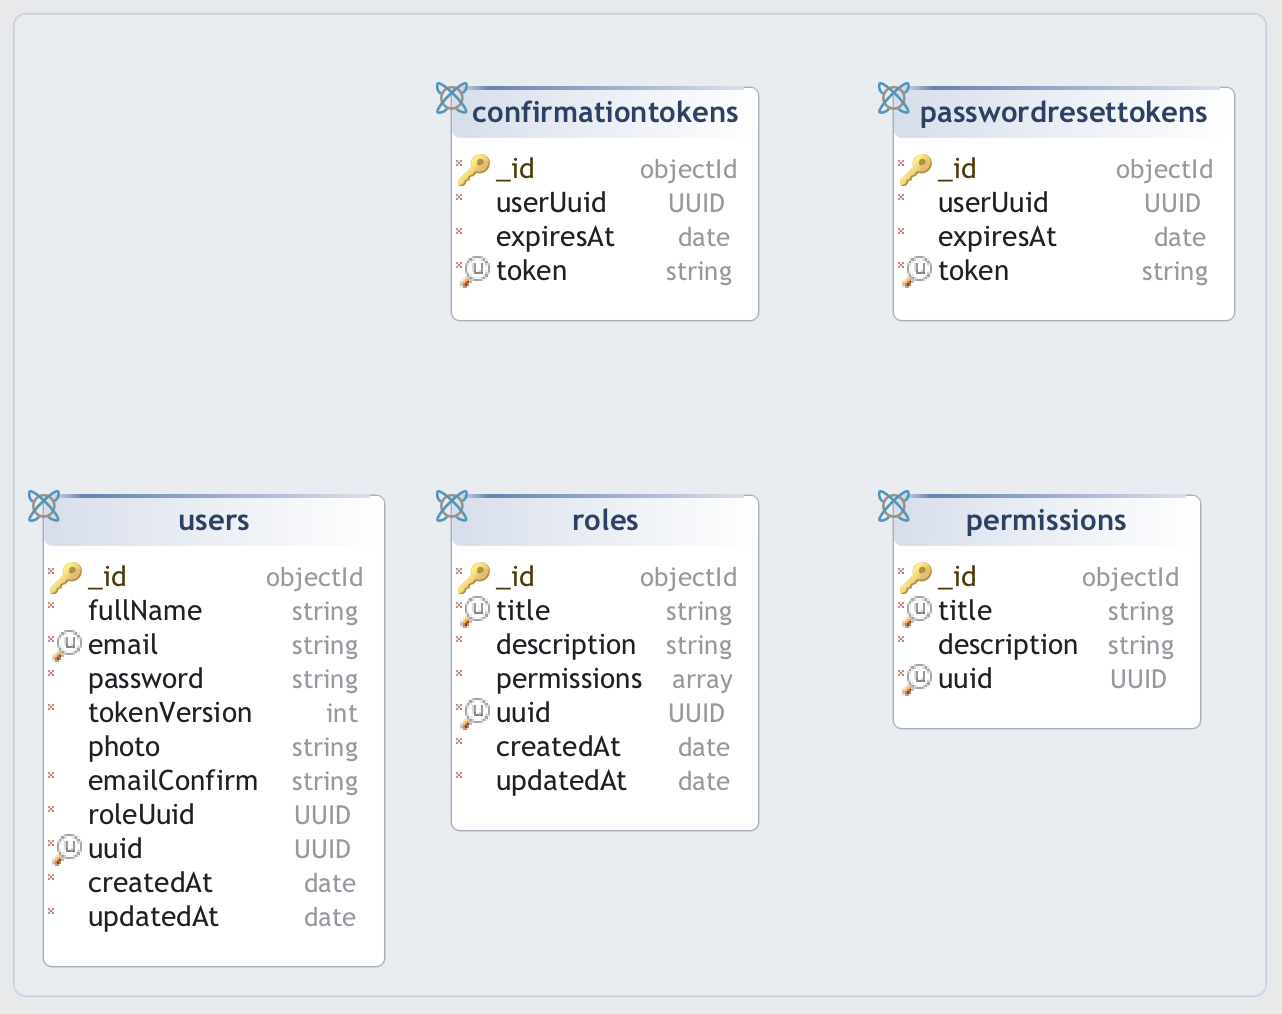 confirmationtokens
_id objectId
userUuid UUID
expiresAt date
token string
passwordresettokens
_id objectId
userUuid UUID
expiresAt date
token string
users
_id objectId
fullName string
email string
password string
tokenVersion int
photo string
emailConfirm string
roleUuid UUID
uuid UUID
createdAt date
updatedAt date
roles
_id objectId
title string
description string
permissions array
uuid UUID
createdAt date
updatedAt date
permissions
_id objectId
title string
description string
uuid UUID